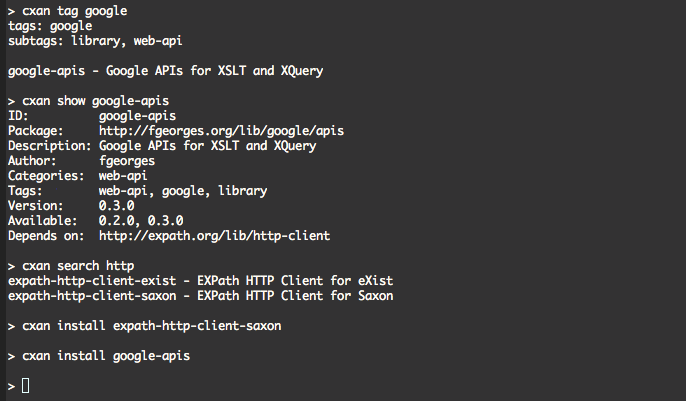 > cxan tag google
tags: google
subtags: library, web-api
google-apis - Google APIs for XSLT and XQuery
> cxan show google-apis
ID:          google-apis
Package:     http://fgeorges.org/lib/google/apis
Description: Google APIs for XSLT and XQuery
Author:      fgeorges
Categories:  web-api
Tags:        web-api, google, library
Version:     0.3.0
Available:   0.2.0, 0.3.0
Depends on:  http://expath.org/lib/http-client
> cxan search http
expath-http-client-exist - EXPath HTTP Client for eXist
expath-http-client-saxon - EXPath HTTP Client for Saxon
> cxan install expath-http-client-saxon
> cxan install google-apis
>